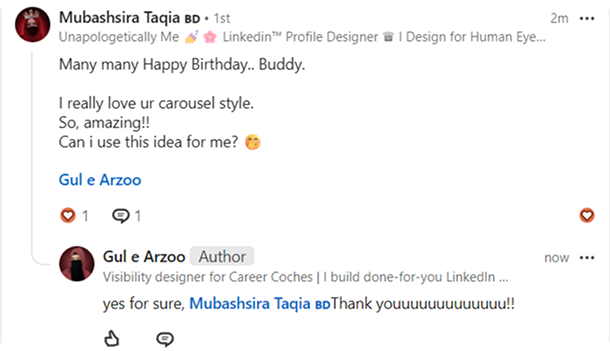 Mubashsira Taqia BD • 1st 2m
Unapologetically Me 💅 🌸 Linkedin™ Profile Designer ♕ I Design for Human Eye...
Many many Happy Birthday.. Buddy.
I really love ur carousel style.
So, amazing!!
Can i use this idea for me? 🤭
Gul e Arzoo
1 1
Gul e Arzoo Author now
Visibility designer for Career Coches | I build done-for-you LinkedIn ...
yes for sure, Mubashsira Taqia BDThank youuuuuuuuuuuuu!!